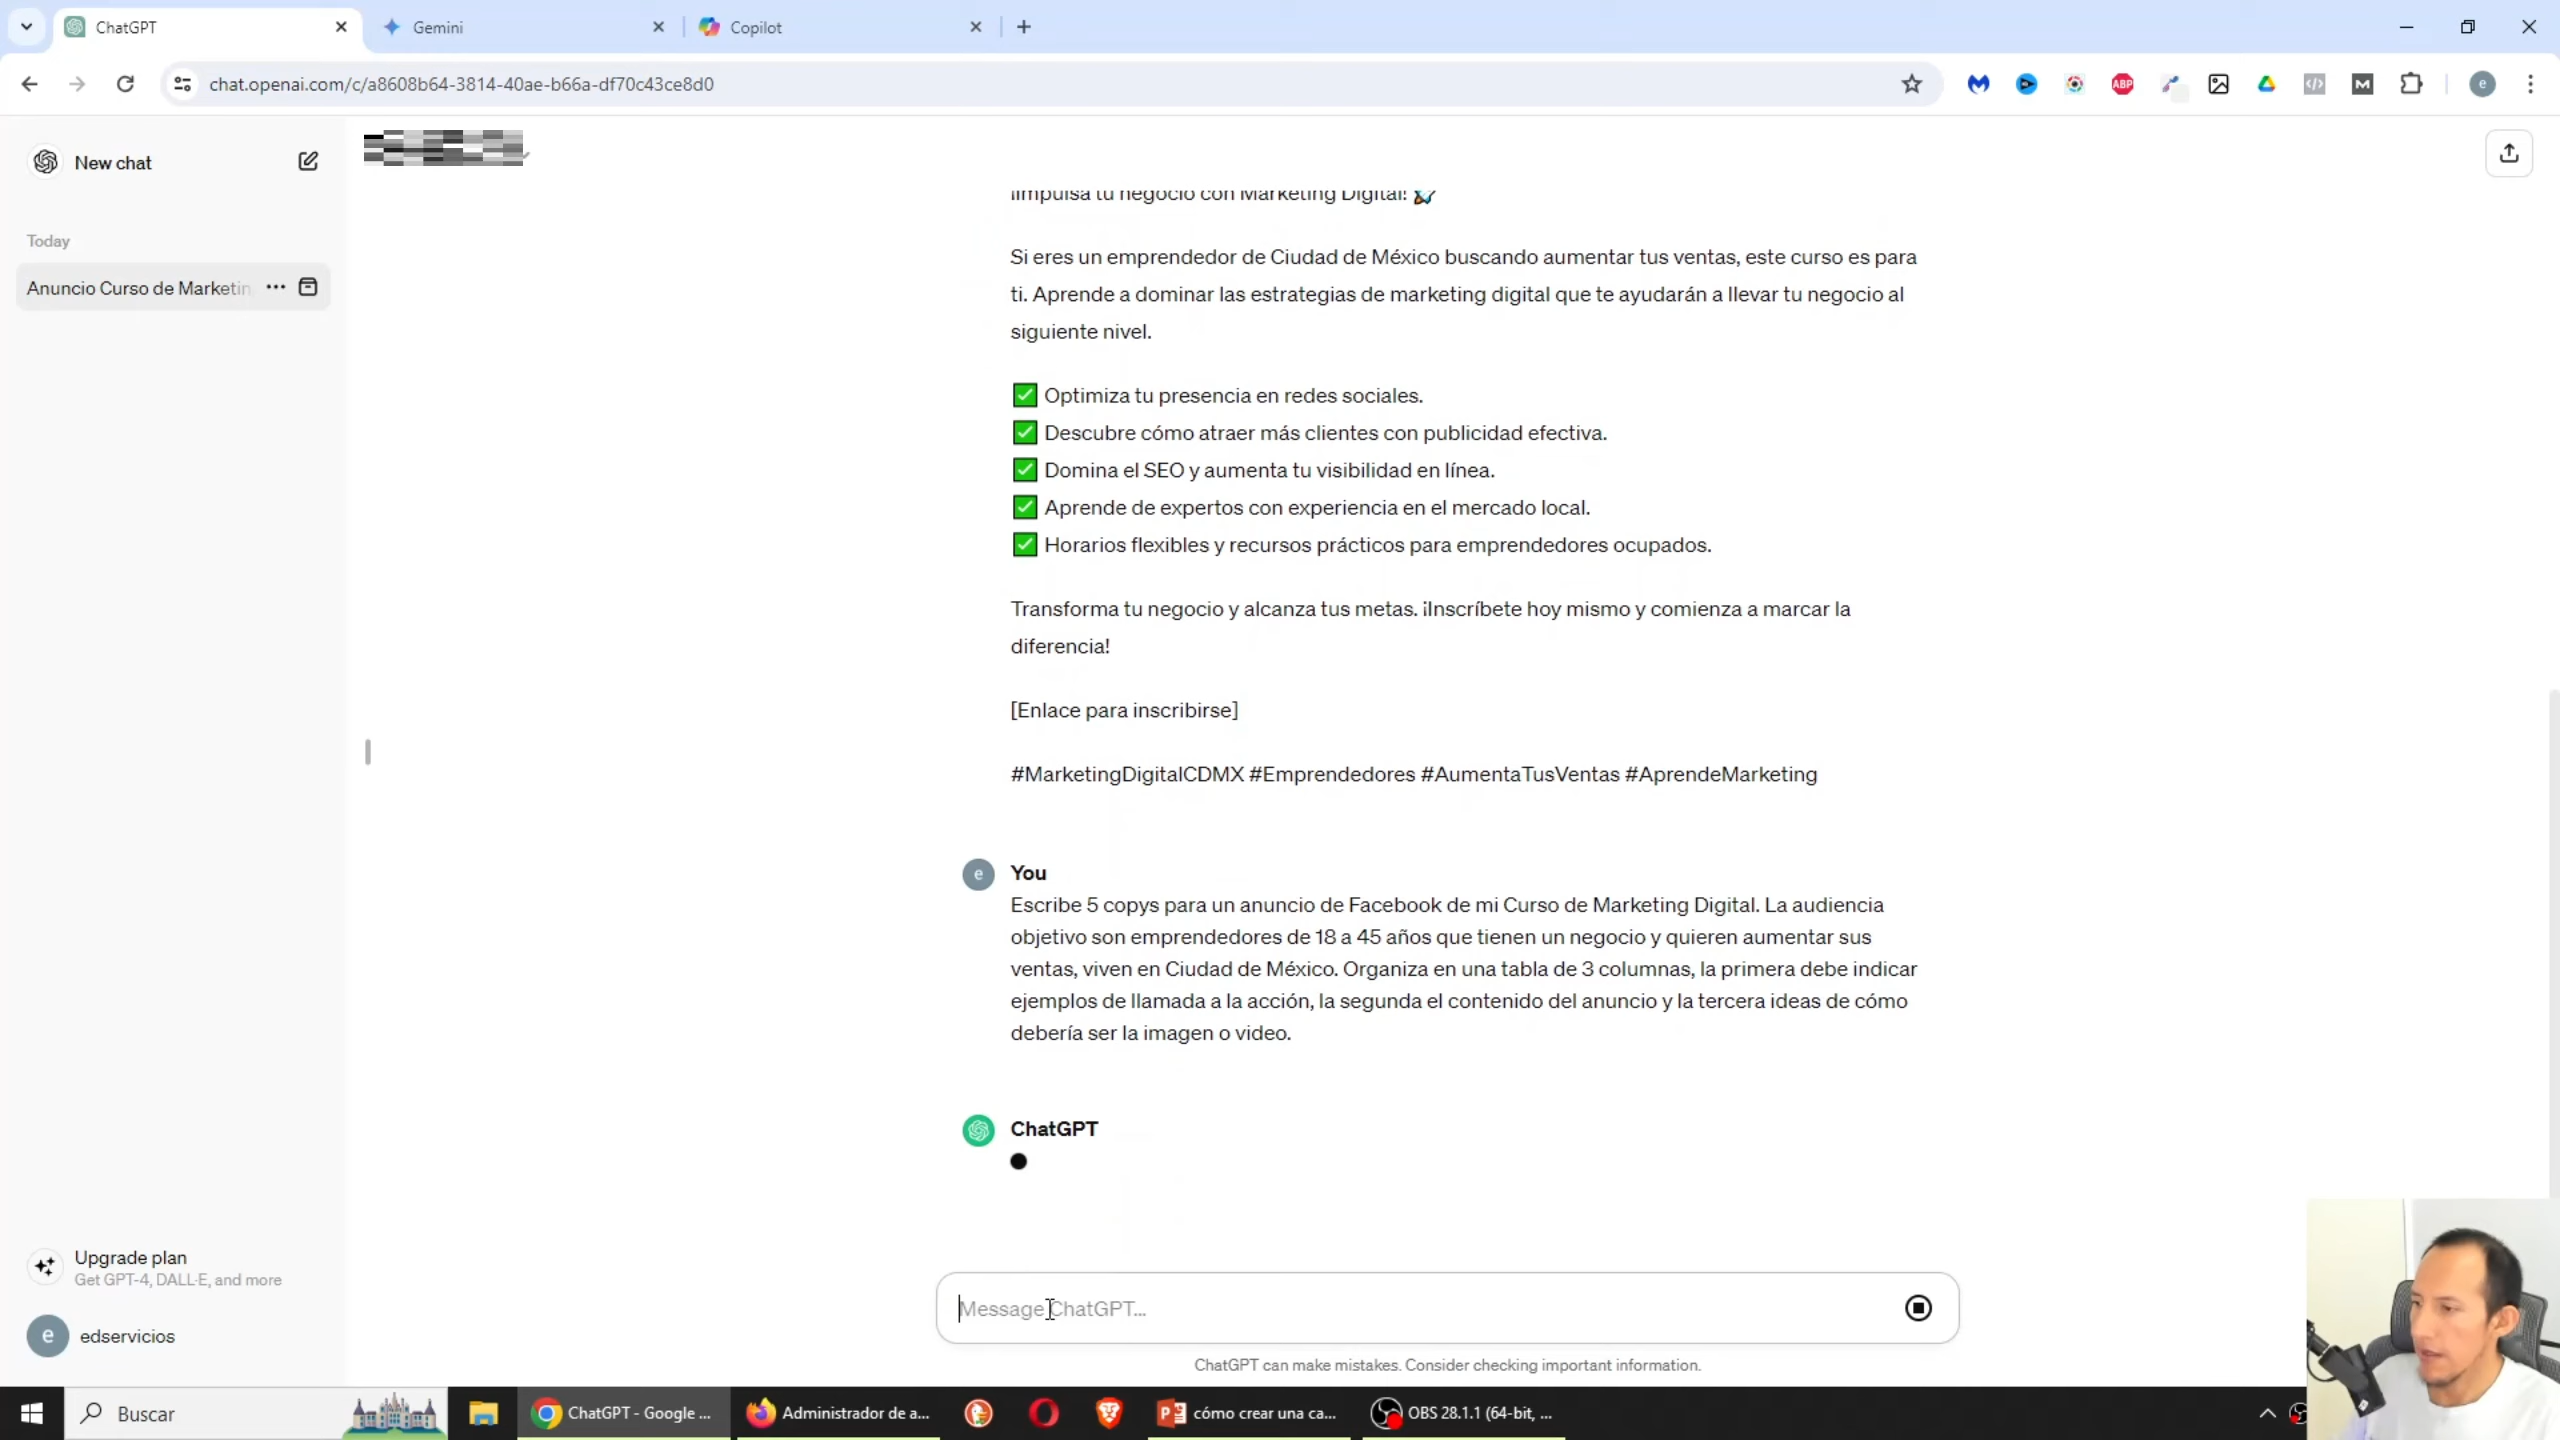 ChatGPT
Gemini
Copilot
chat.openai.com/c/a8608b64-3814-40ae-b66a-df70c43ce8d0
ABP
e
New chat
Today
Anuncio Curso de Marketin
¡Impulsa tu negocio con Marketing Digital!
Si eres un emprendedor de Ciudad de México buscando aumentar tus ventas, este curso es para
ti. Aprende a dominar las estrategias de marketing digital que te ayudarán a llevar tu negocio al
siguiente nivel.
✅ Optimiza tu presencia en redes sociales.
✅ Descubre cómo atraer más clientes con publicidad efectiva.
✅ Domina el SEO y aumenta tu visibilidad en línea.
✅ Aprende de expertos con experiencia en el mercado local.
✅ Horarios flexibles y recursos prácticos para emprendedores ocupados.
Transforma tu negocio y alcanza tus metas. ¡Inscríbete hoy mismo y comienza a marcar la
diferencia!
[Enlace para inscribirse]
#MarketingDigitalCDMX #Emprendedores #AumentaTusVentas #AprendeMarketing
e
You
Escribe 5 copys para un anuncio de Facebook de mi Curso de Marketing Digital. La audiencia
objetivo son emprendedores de 18 a 45 años que tienen un negocio y quieren aumentar sus
ventas, viven en Ciudad de México. Organiza en una tabla de 3 columnas, la primera debe indicar
ejemplos de llamada a la acción, la segunda el contenido del anuncio y la tercera ideas de cómo
debería ser la imagen o video.
ChatGPT
Upgrade plan
Get GPT-4, DALL·E, and more
e
edservicios
Message ChatGPT...
ChatGPT can make mistakes. Consider checking important information.
Buscar
ChatGPT - Google ...
Administrador de a...
cómo crear una ca...
OBS 28.1.1 (64-bit, ...